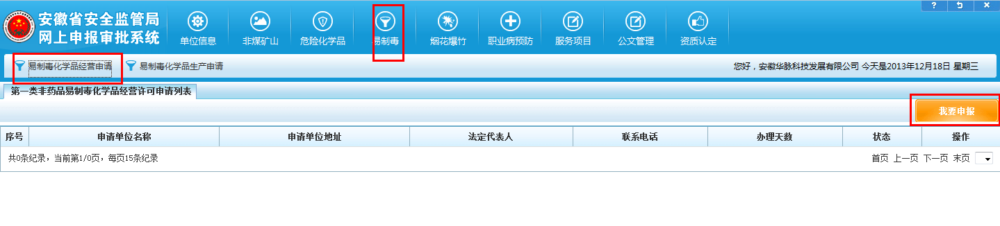 安徽省安全监管局
网上申报审批系统
单位信息 非煤矿山 危险化学品 易制毒 烟花爆竹 职业病预防 服务项目 公文管理 资质认定
?
易制毒化学品经营申请 易制毒化学品生产申请 您好，安徽华脉科技发展有限公司 今天是2013年12月18日 星期三
第一类非药品易制毒化学品经营许可申请列表
我要申报
序号 申请单位名称 申请单位地址 法定代表人 联系电话 办理天数 状态 操作
共0条纪录，当前第1/0页，每页15条纪录 首页 上一页 下一页 末页